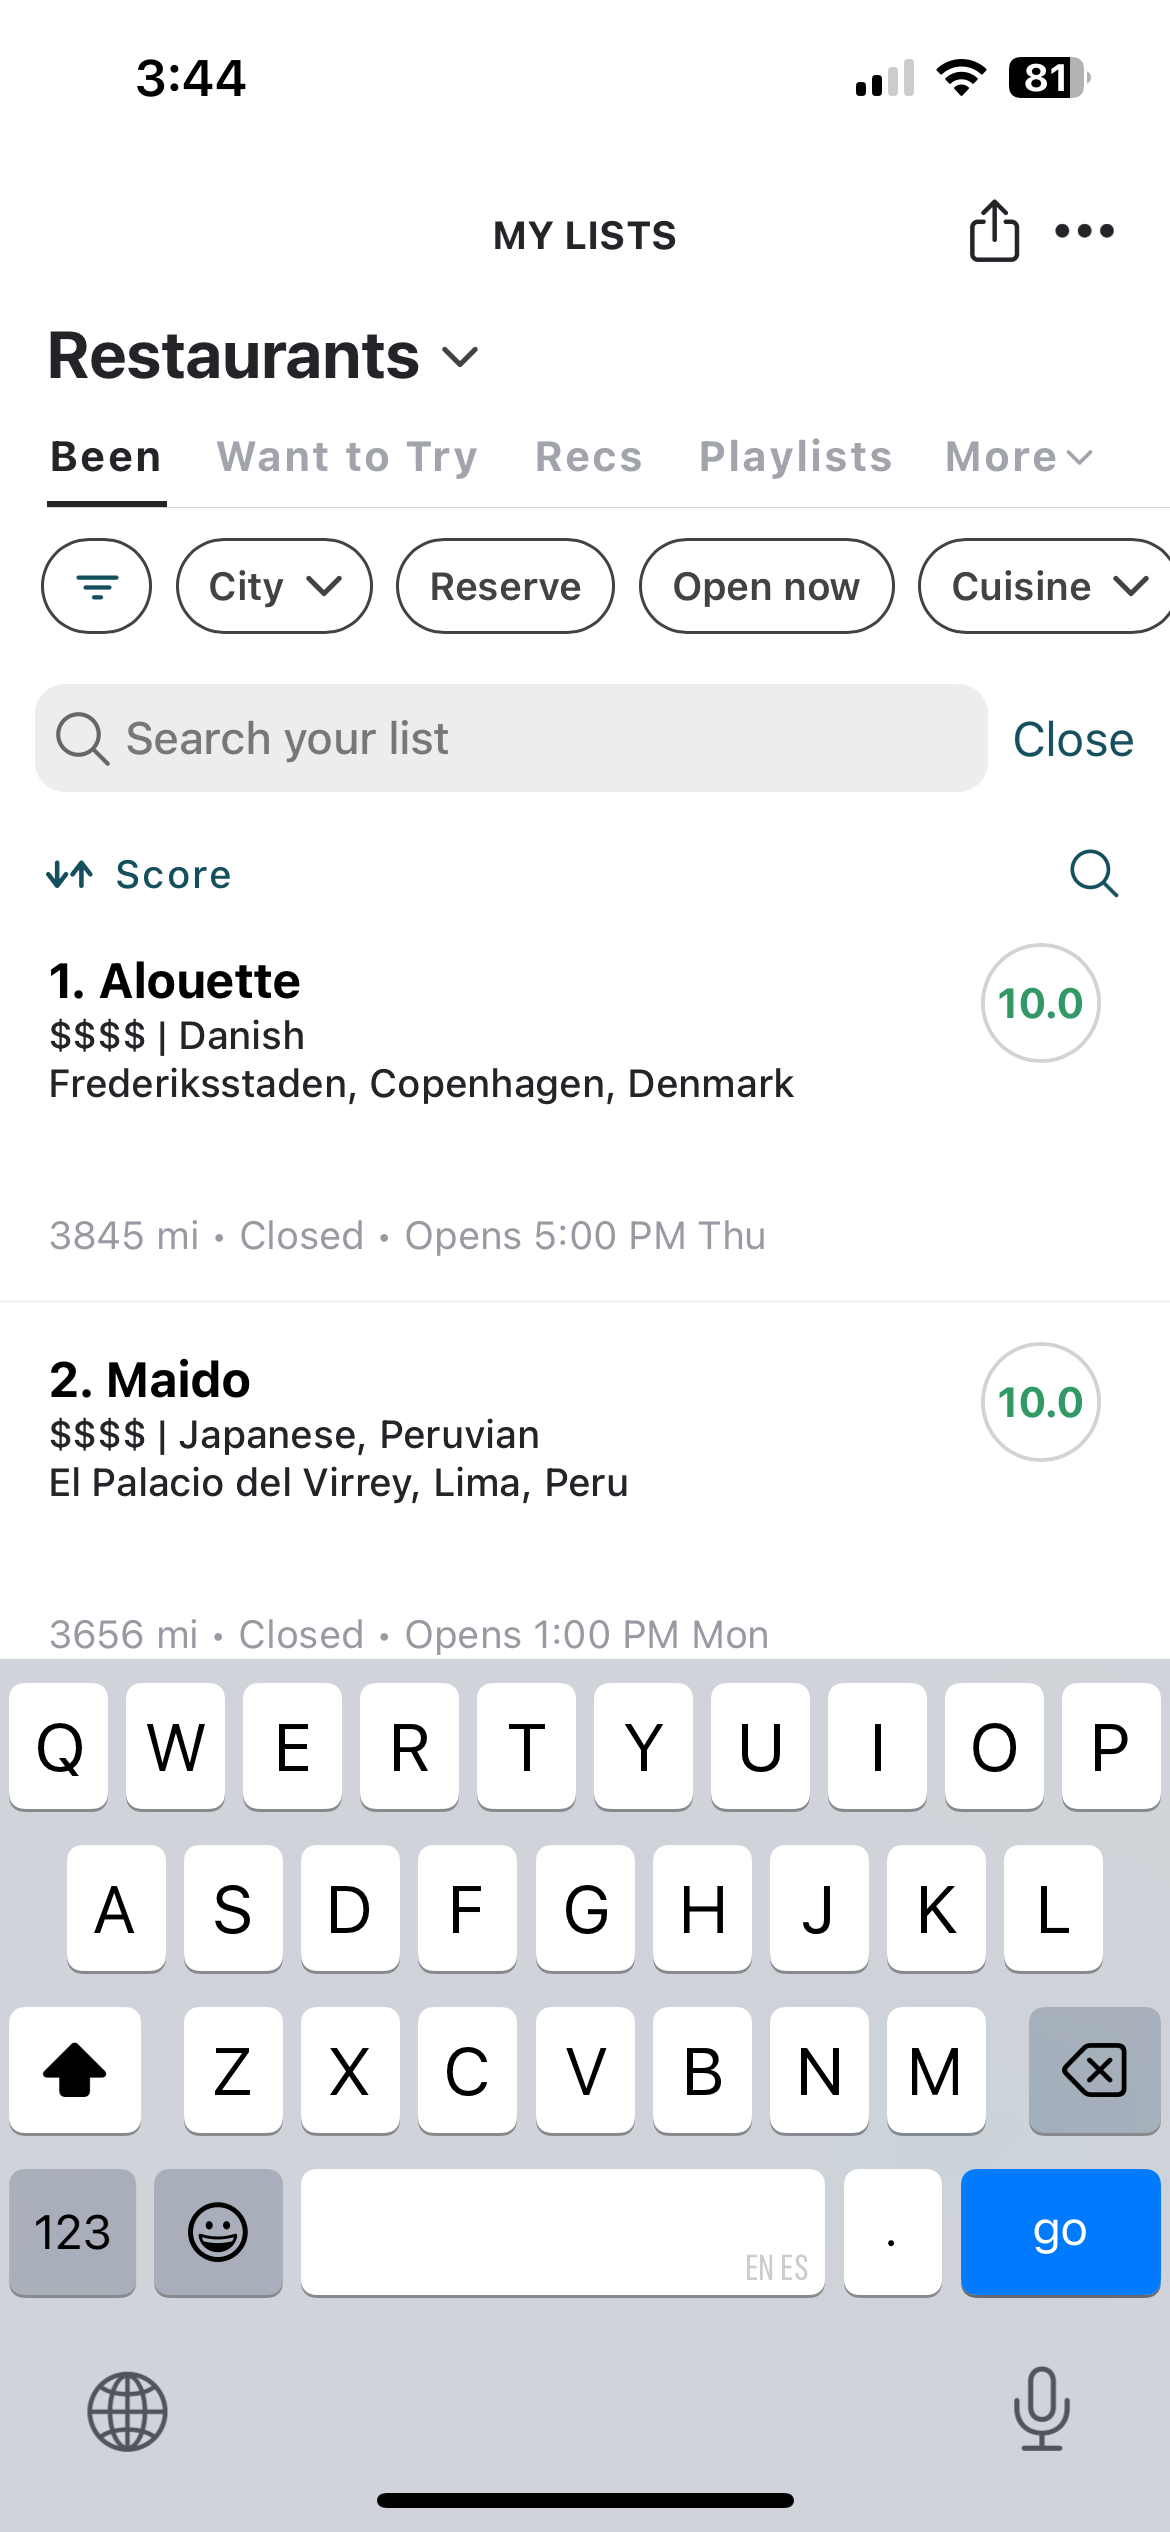 3:44
81
MY LISTS
Restaurants
Been Want to Try Recs Playlists More
City Reserve Open now Cuisine
Search your list Close
Score
1. Alouette
10.0
$$$$ | Danish
Frederiksstaden, Copenhagen, Denmark
3845 mi • Closed • Opens 5:00 PM Thu
2. Maido
10.0
$$$$ | Japanese, Peruvian
El Palacio del Virrey, Lima, Peru
3656 mi • Closed • Opens 1:00 PM Mon
Q W E R T Y U I O P
A S D F G H J K L
Z X C V B N M
123 EN ES . go